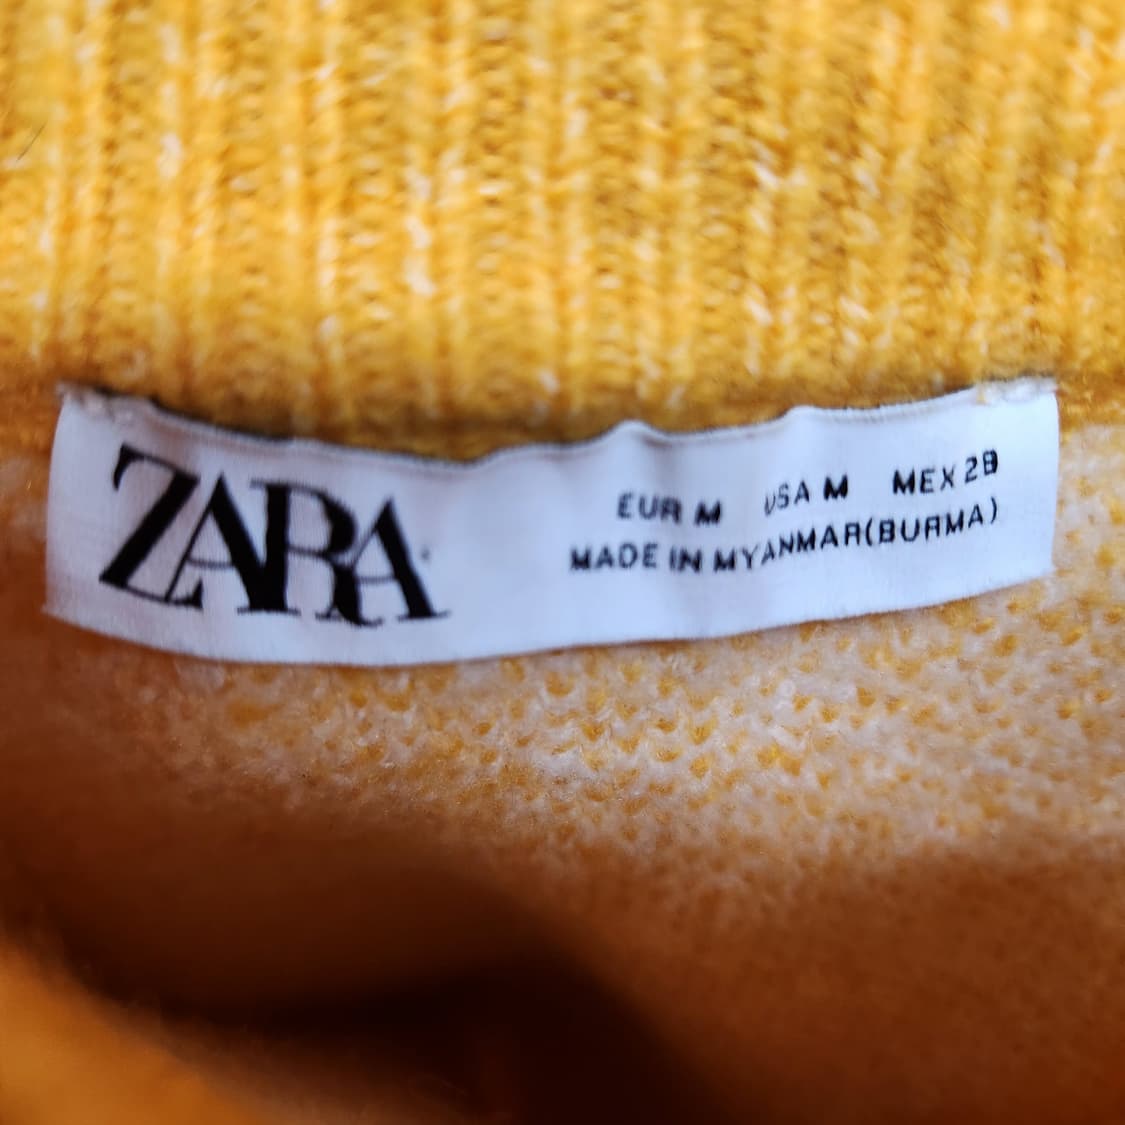 ZARA
EUR M USA M MEX 28
MADE IN MYANMAR(BURMA)